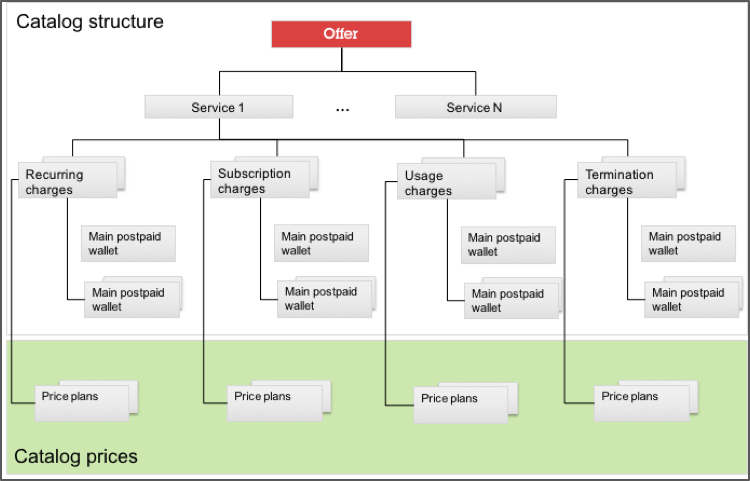 Catalog structure
Offer
Service 1
...
Service N
Recurring
charges
Subscription
charges
Usage
charges
Termination
charges
Main postpaid
wallet
Main postpaid
wallet
Main postpaid
wallet
Main postpaid
wallet
Main postpaid
wallet
Main postpaid
wallet
Main postpaid
wallet
Main postpaid
wallet
Price plans
Price plans
Price plans
Price plans
Catalog prices